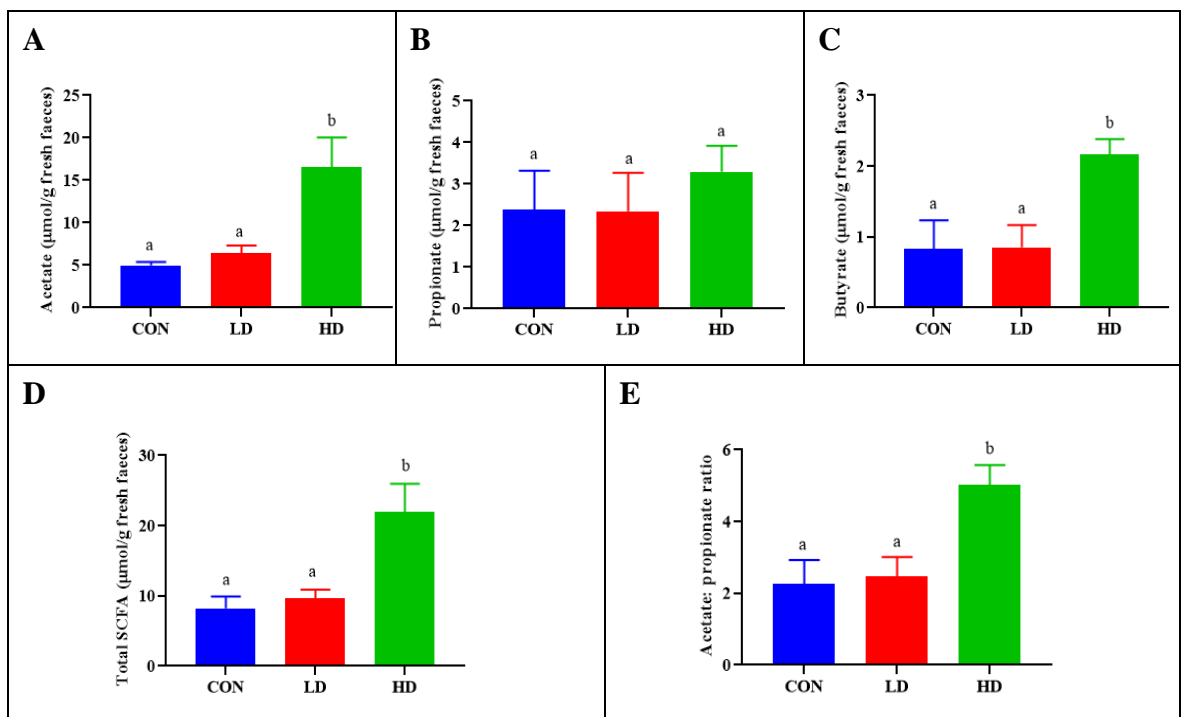 A
Acetate (μmol/g fresh faeces)
25
20
15
10
5
0
a
a
b
CON LD HD
B
Propionate (μmol/g fresh faeces)
5
4
3
2
1
0
a
a
a
CON LD HD
C
Butyrate (μmol/g fresh faeces)
3
2
1
0
a
a
b
CON LD HD
D
Total SCFA (μmol/g fresh faeces)
30
20
10
0
a
a
b
CON LD HD
E
Acetate: propionate ratio
6
4
2
0
a
a
b
CON LD HD